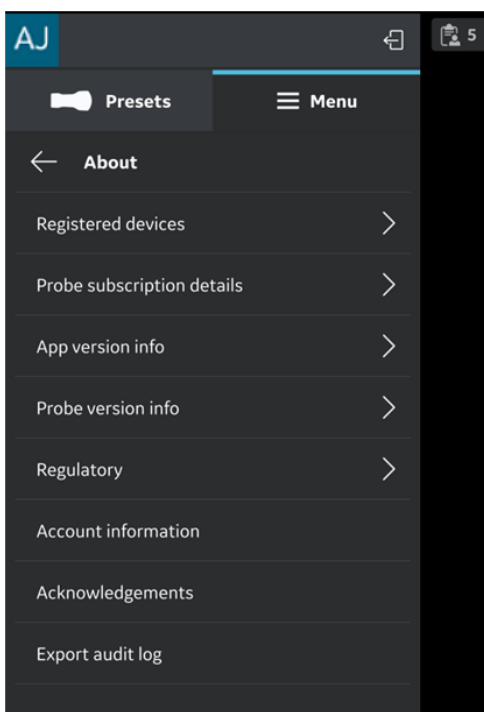 AJ
5
Presets
Menu
About
Registered devices
Probe subscription details
App version info
Probe version info
Regulatory
Account information
Acknowledgements
Export audit log